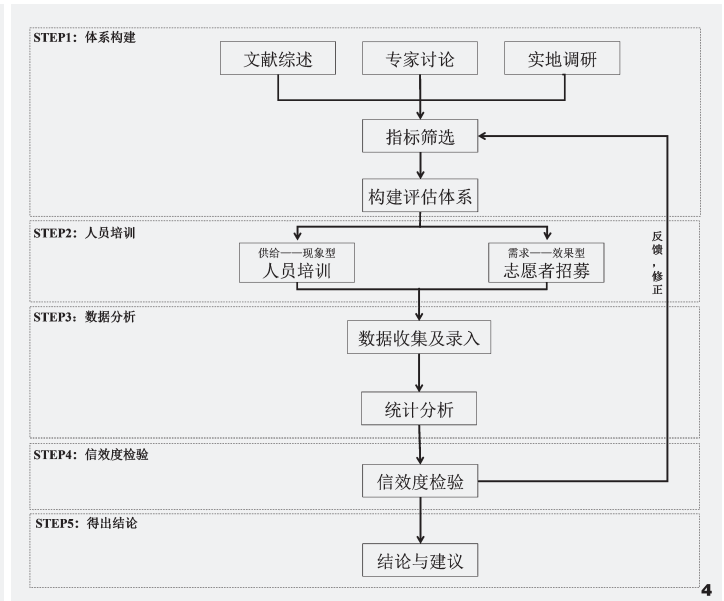 STEP1：体系构建
文献综述
专家讨论
实地调研
指标筛选
构建评估体系
STEP2：人员培训
供给——现象型
人员培训
需求——效果型
志愿者招募
反馈，修正
STEP3：数据分析
数据收集及录入
统计分析
STEP4：信效度检验
信效度检验
STEP5：得出结论
结论与建议
4